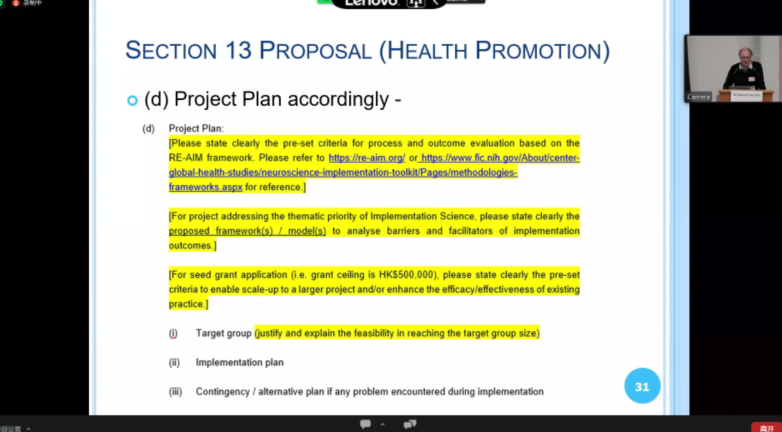 录制中
Lenovo
SECTION 13 PROPOSAL (HEALTH PROMOTION)
(d) Project Plan accordingly -
(d) Project Plan:
[Please state clearly the pre-set criteria for process and outcome evaluation based on the
RE-AIM framework. Please refer to https://re-aim.org/ or https://www.fic.nih.gov/About/center-
global-health-studies/neuroscience-implementation-toolkit/Pages/methodologies-
frameworks.aspx for reference.]
[For project addressing the thematic priority of Implementation Science, please state clearly the
proposed framework(s) / model(s) to analyse barriers and facilitators of implementation
outcomes.]
[For seed grant application (i.e. grant ceiling is HK$500,000), please state clearly the pre-set
criteria to enable scale-up to a larger project and/or enhance the efficacy/effectiveness of existing
practice.]
(i) Target group (justify and explain the feasibility in reaching the target group size)
(ii) Implementation plan
(iii) Contingency / alternative plan if any problem encountered during implementation
31
Camera
离开